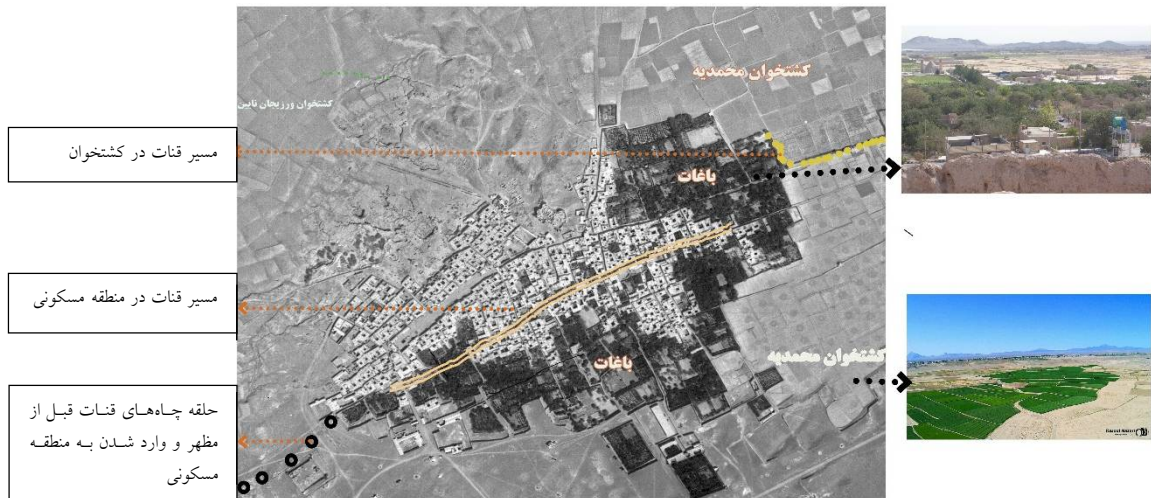 کشتخوان محمدیه
کشتخوان ورزیجان نایین
باغات
کشتخوان محمدیه
باغات
مسیر قنات در کشتخوان
مسیر قنات در منطقه مسکونی
حلقه چاه‌های قنات قبل از
مظهر و وارد شدن به منطقه
مسکونی